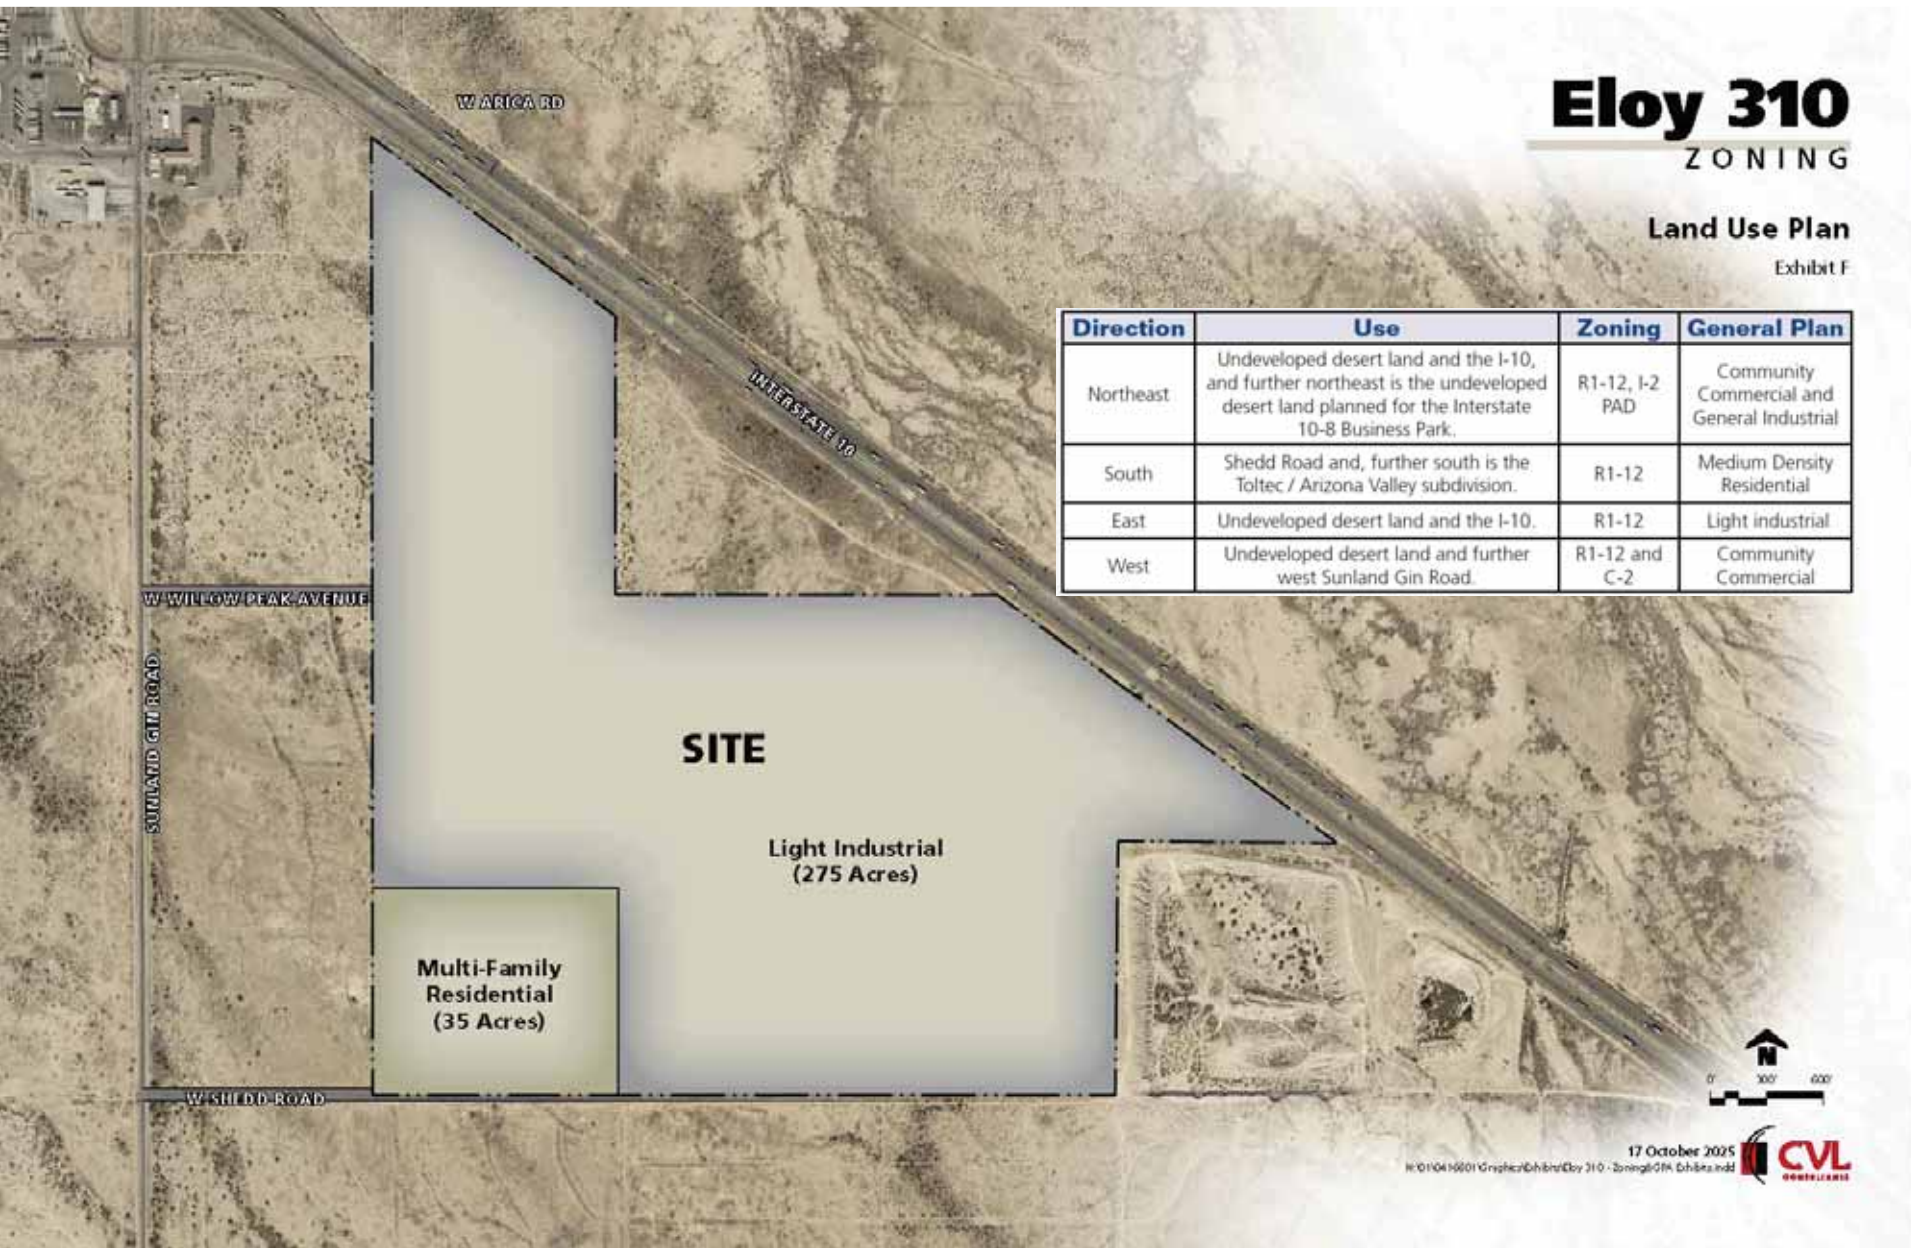 Eloy 310
ZONING
Land Use Plan
Exhibit F
W ARICA RD
Direction Use Zoning General Plan
Northeast
Undeveloped desert land and the I-10,
and further northeast is the undeveloped
desert land planned for the Interstate
10-8 Business Park.
R1-12, I-2
PAD
Community
Commercial and
General Industrial
South
Shedd Road and, further south is the
Toltec / Arizona Valley subdivision.
R1-12
Medium Density
Residential
East
Undeveloped desert land and the I-10.
R1-12
Light industrial
West
Undeveloped desert land and further
west Sunland Gin Road.
R1-12 and
C-2
Community
Commercial
INTERSTATE 10
W WILLOW PEAK AVENUE
SUNLAND GIN ROAD
SITE
Light Industrial
(275 Acres)
Multi-Family
Residential
(35 Acres)
W SHEDD ROAD
N
0' 300' 600'
17 October 2025
CVL
CONSULTANTS